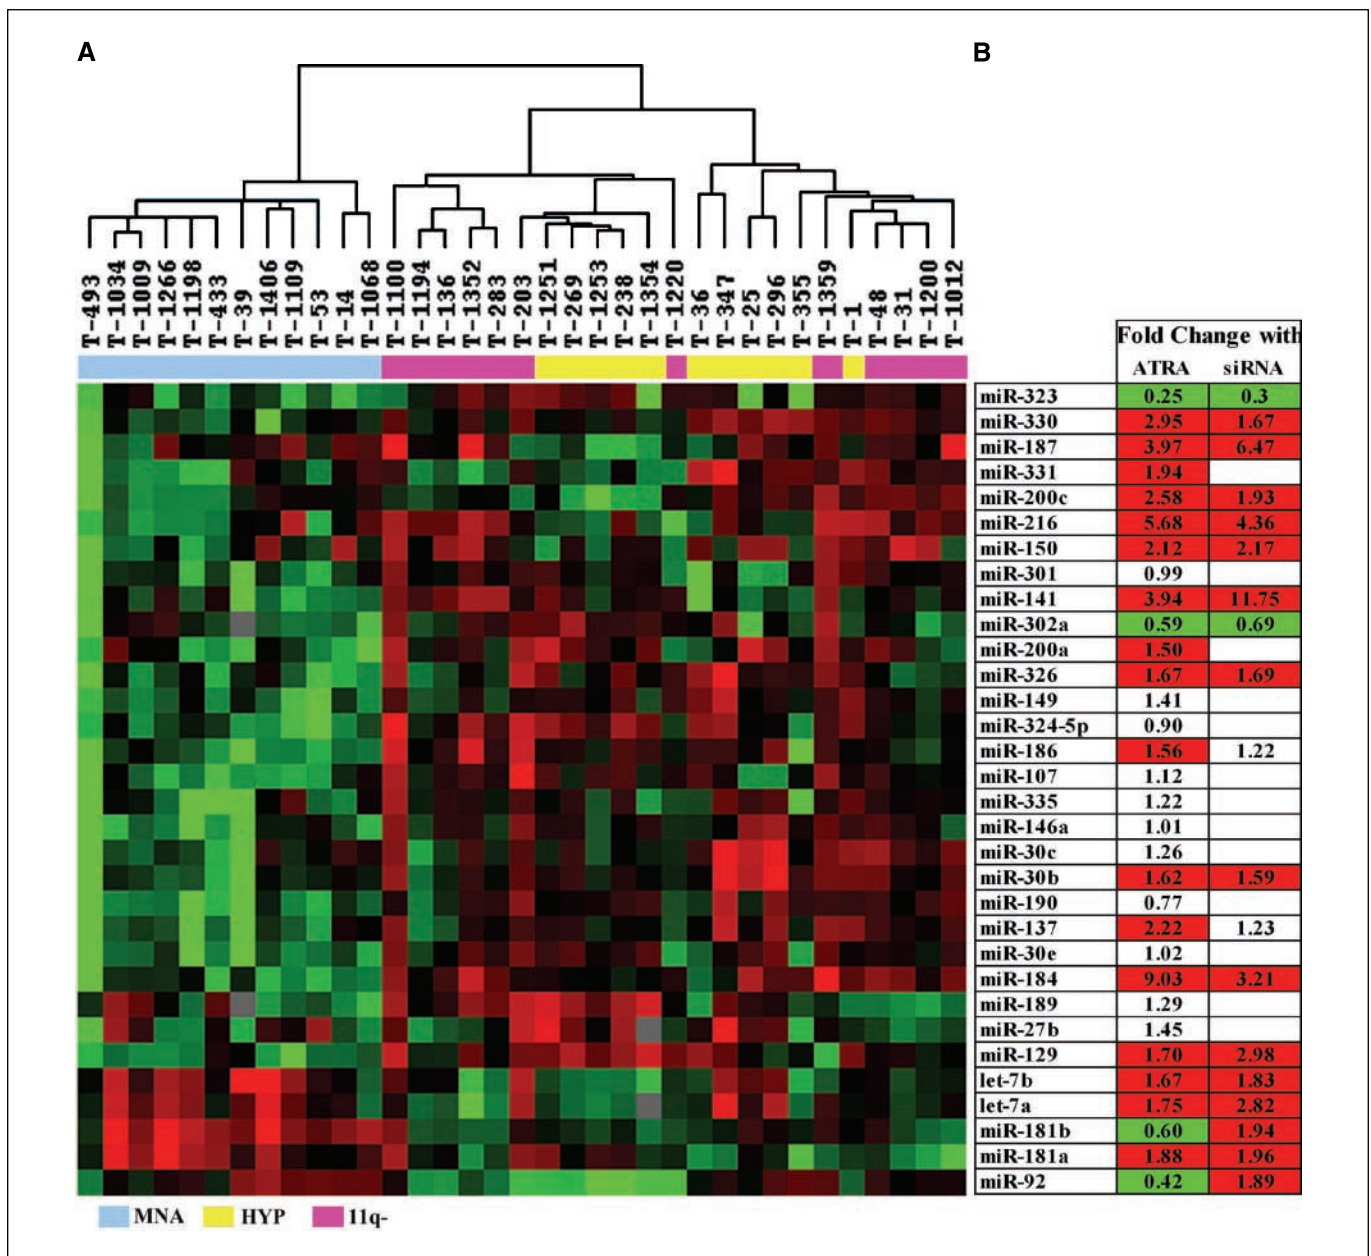 A
B
T-493
T-1034
T-1009
T-1266
T-1198
T-433
T-39
T-1406
T-1109
T-53
T-14
T-1068
T-1100
T-1194
T-136
T-1352
T-283
T-203
T-1251
T-269
T-1253
T-238
T-1354
T-1220
T-36
T-347
T-25
T-296
T-355
T-1359
T-1
T-48
T-31
T-1200
T-1012
Fold Change with
ATRA siRNA
miR-323 0.25 0.3
miR-330 2.95 1.67
miR-187 3.97 6.47
miR-331 1.94
miR-200c 2.58 1.93
miR-216 5.68 4.36
miR-150 2.12 2.17
miR-301 0.99
miR-141 3.94 11.75
miR-302a 0.59 0.69
miR-200a 1.50
miR-326 1.67 1.69
miR-149 1.41
miR-324-5p 0.90
miR-186 1.56 1.22
miR-107 1.12
miR-335 1.22
miR-146a 1.01
miR-30c 1.26
miR-30b 1.62 1.59
miR-190 0.77
miR-137 2.22 1.23
miR-30e 1.02
miR-184 9.03 3.21
miR-189 1.29
miR-27b 1.45
miR-129 1.70 2.98
let-7b 1.67 1.83
let-7a 1.75 2.82
miR-181b 0.60 1.94
miR-181a 1.88 1.96
miR-92 0.42 1.89
MNA HYP 11q-